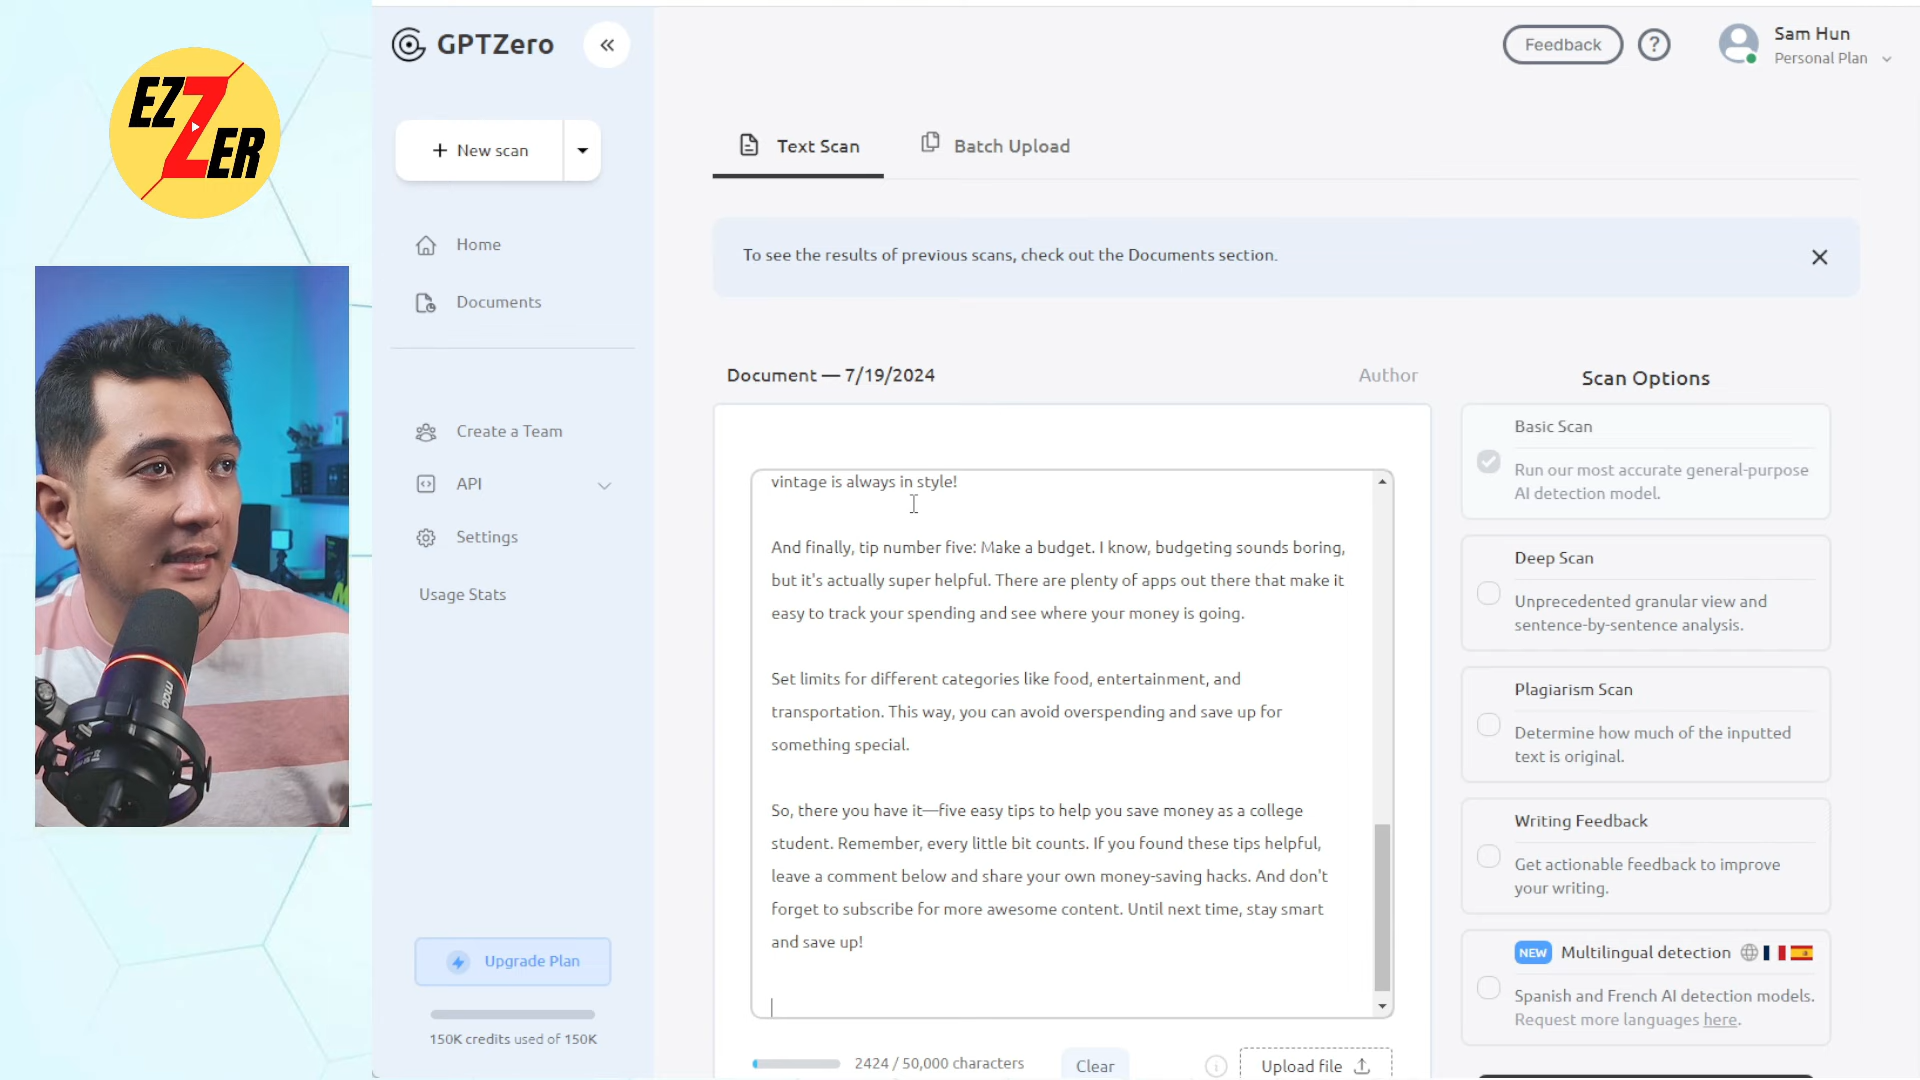 EZZZER
GPTZero
«
Feedback
?
Sam Hun
Personal Plan
+ New scan
Text Scan
Batch Upload
Home
Documents
To see the results of previous scans, check out the Documents section.
Create a Team
API
Settings
Usage Stats
Upgrade Plan
150K credits used of 150K
Document — 7/19/2024
Author
vintage is always in style!
And finally, tip number five: Make a budget. I know, budgeting sounds boring,
but it's actually super helpful. There are plenty of apps out there that make it
easy to track your spending and see where your money is going.
Set limits for different categories like food, entertainment, and
transportation. This way, you can avoid overspending and save up for
something special.
So, there you have it—five easy tips to help you save money as a college
student. Remember, every little bit counts. If you found these tips helpful,
leave a comment below and share your own money-saving hacks. And don't
forget to subscribe for more awesome content. Until next time, stay smart
and save up!
2424 / 50,000 characters
Clear
Upload file
Scan Options
Basic Scan
Run our most accurate general-purpose
AI detection model.
Deep Scan
Unprecedented granular view and
sentence-by-sentence analysis.
Plagiarism Scan
Determine how much of the inputted
text is original.
Writing Feedback
Get actionable feedback to improve
your writing.
NEW Multilingual detection
Spanish and French AI detection models.
Request more languages here.